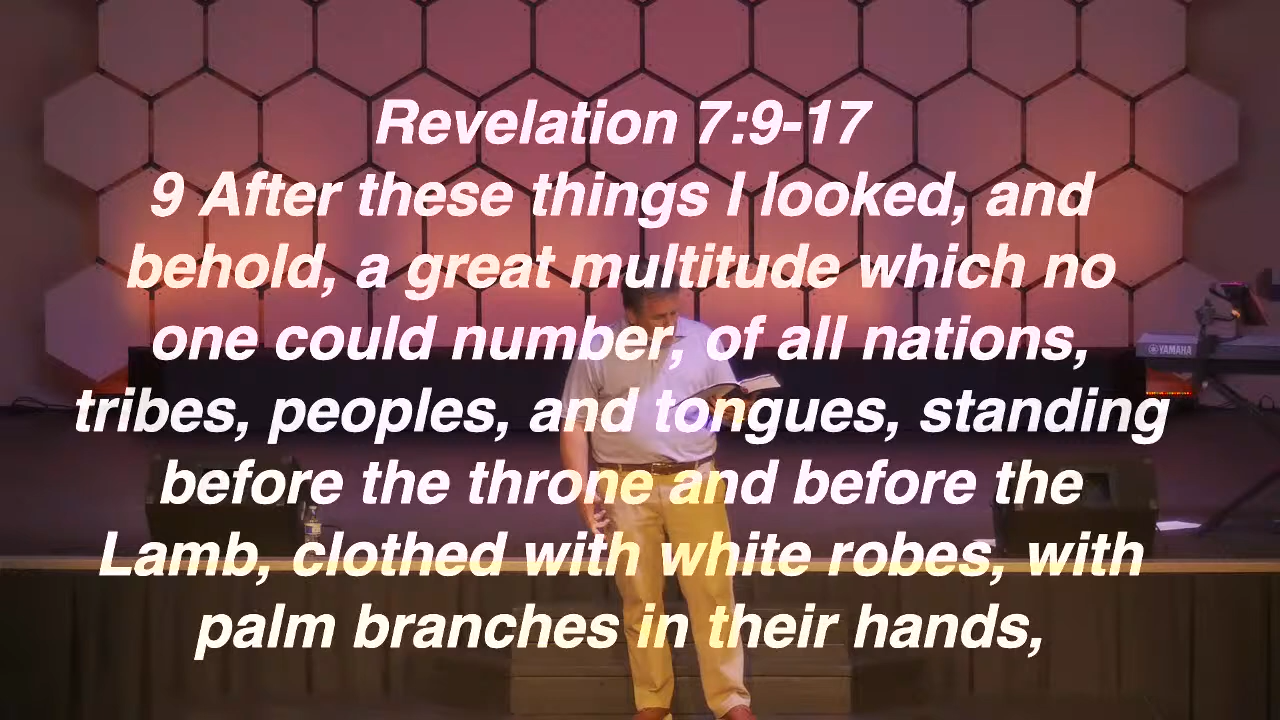 Revelation 7:9-17
9 After these things I looked, and
behold, a great multitude which no
one could number, of all nations,
tribes, peoples, and tongues, standing
before the throne and before the
Lamb, clothed with white robes, with
palm branches in their hands,
YAMAHA